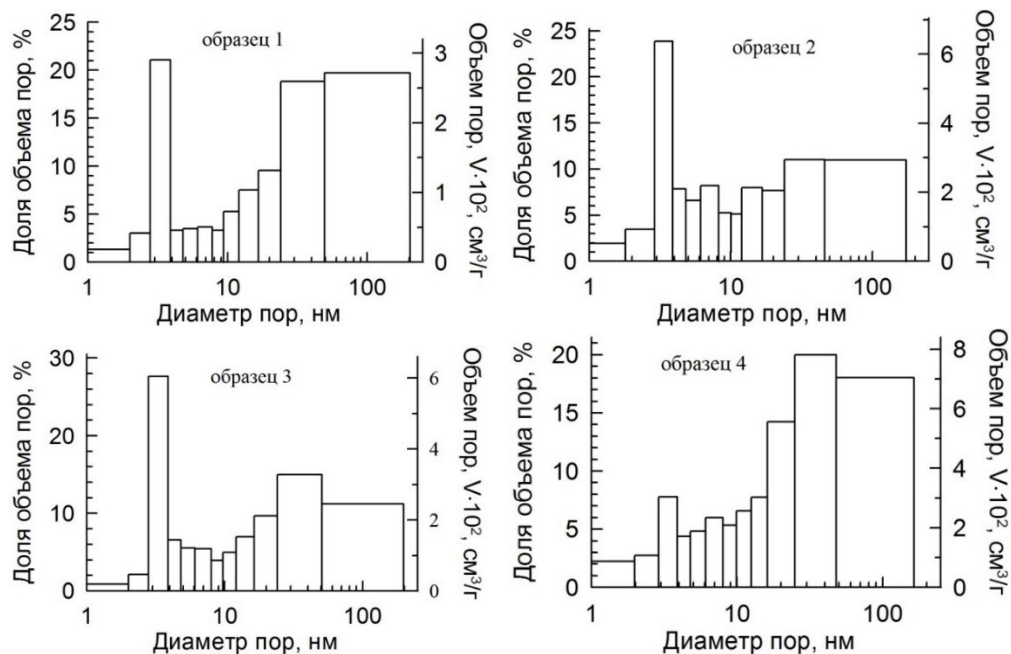 Доля объема пор, %
25
20
15
10
5
0
образец 1
3
2
1
0
Объем пор, V·10², см³/г
1 10 100
Диаметр пор, нм
Доля объема пор, %
25
20
15
10
5
0
образец 2
6
4
2
0
Объем пор, V·10², см³/г
1 10 100
Диаметр пор, нм
Доля объема пор, %
30
20
10
0
образец 3
6
4
2
0
Объем пор, V·10², см³/г
1 10 100
Диаметр пор, нм
Доля объема пор, %
20
15
10
5
0
образец 4
8
6
4
2
0
Объем пор, V·10², см³/г
1 10 100
Диаметр пор, нм